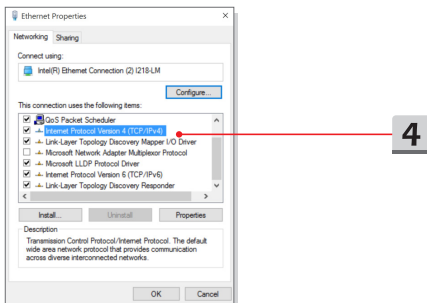 Ethernet Properties
Networking Sharing
Connect using:
Intel(R) Ethernet Connection (2) I218-LM
Configure...
This connection uses the following items:
QoS Packet Scheduler
Internet Protocol Version 4 (TCP/IPv4)
Link-Layer Topology Discovery Mapper I/O Driver
Microsoft Network Adapter Multiplexor Protocol
Microsoft LLDP Protocol Driver
Internet Protocol Version 6 (TCP/IPv6)
Link-Layer Topology Discovery Responder
Install... Uninstall Properties
Description
Transmission Control Protocol/Internet Protocol. The default
wide area network protocol that provides communication
across diverse interconnected networks.
OK Cancel
4